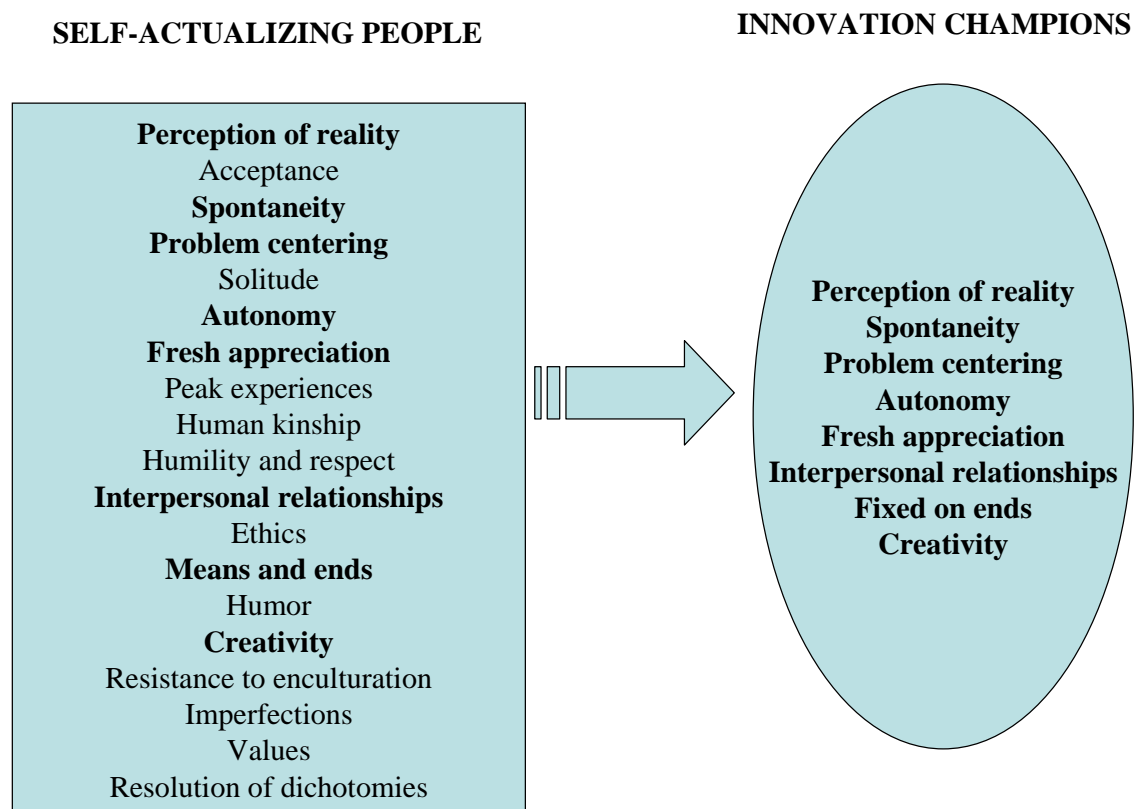 SELF-ACTUALIZING PEOPLE
Perception of reality
Acceptance
Spontaneity
Problem centering
Solitude
Autonomy
Fresh appreciation
Peak experiences
Human kinship
Humility and respect
Interpersonal relationships
Ethics
Means and ends
Humor
Creativity
Resistance to enculturation
Imperfections
Values
Resolution of dichotomies
INNOVATION CHAMPIONS
Perception of reality
Spontaneity
Problem centering
Autonomy
Fresh appreciation
Interpersonal relationships
Fixed on ends
Creativity